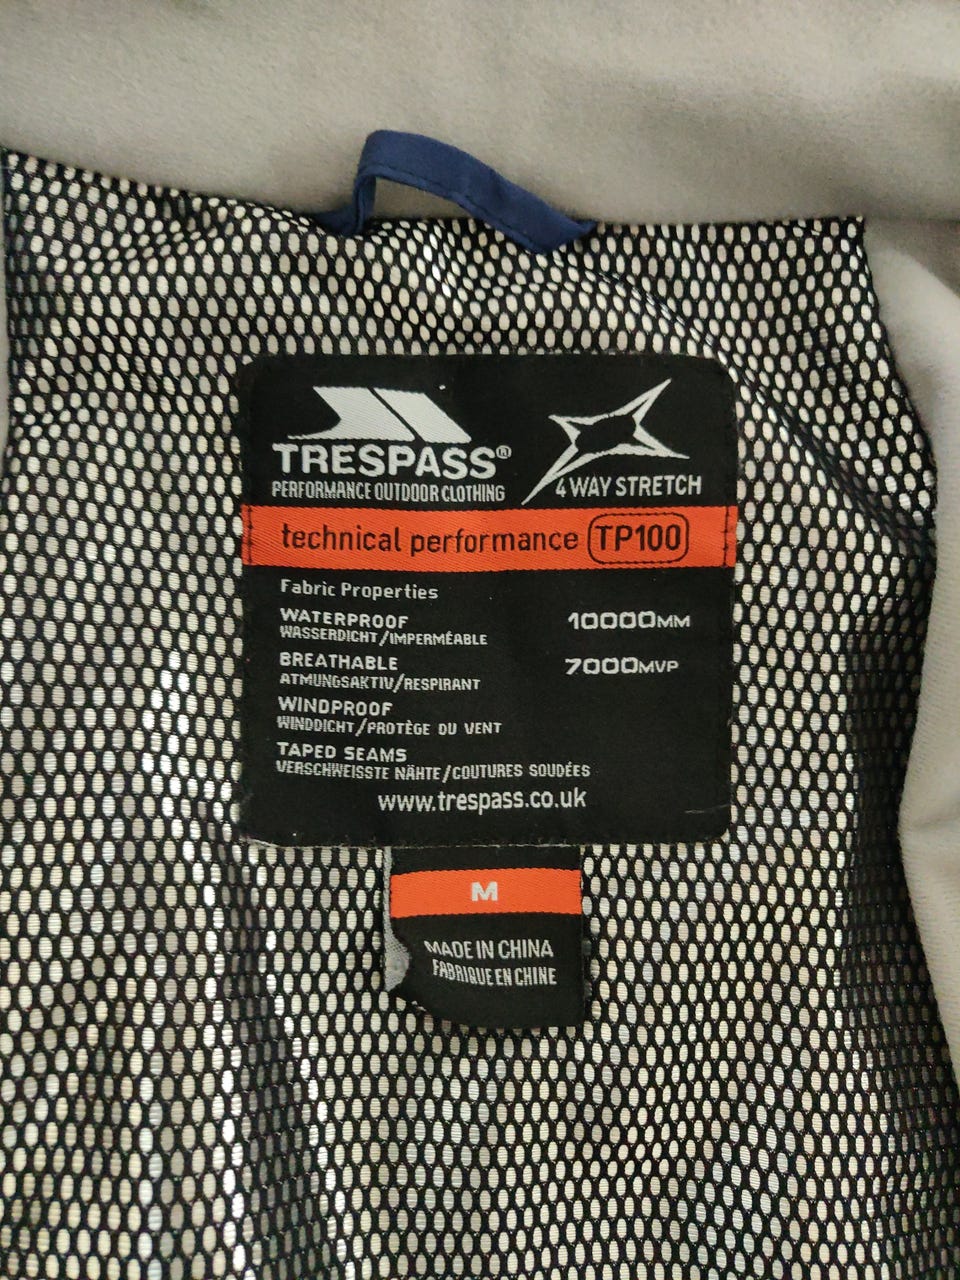 TRESPASS®
PERFORMANCE OUTDOOR CLOTHING
4 WAY STRETCH
technical performance TP100
Fabric Properties
WATERPROOF 10000MM
WASSERDICHT/IMPERMÉABLE
BREATHABLE 7000MVP
ATMUNGSAKTIV/RESPIRANT
WINDPROOF
WINDDICHT/PROTÈGE DU VENT
TAPED SEAMS
VERSCHWEISSTE NÄHTE/COUTURES SOUDÉES
www.trespass.co.uk
M
MADE IN CHINA
FABRIQUE EN CHINE